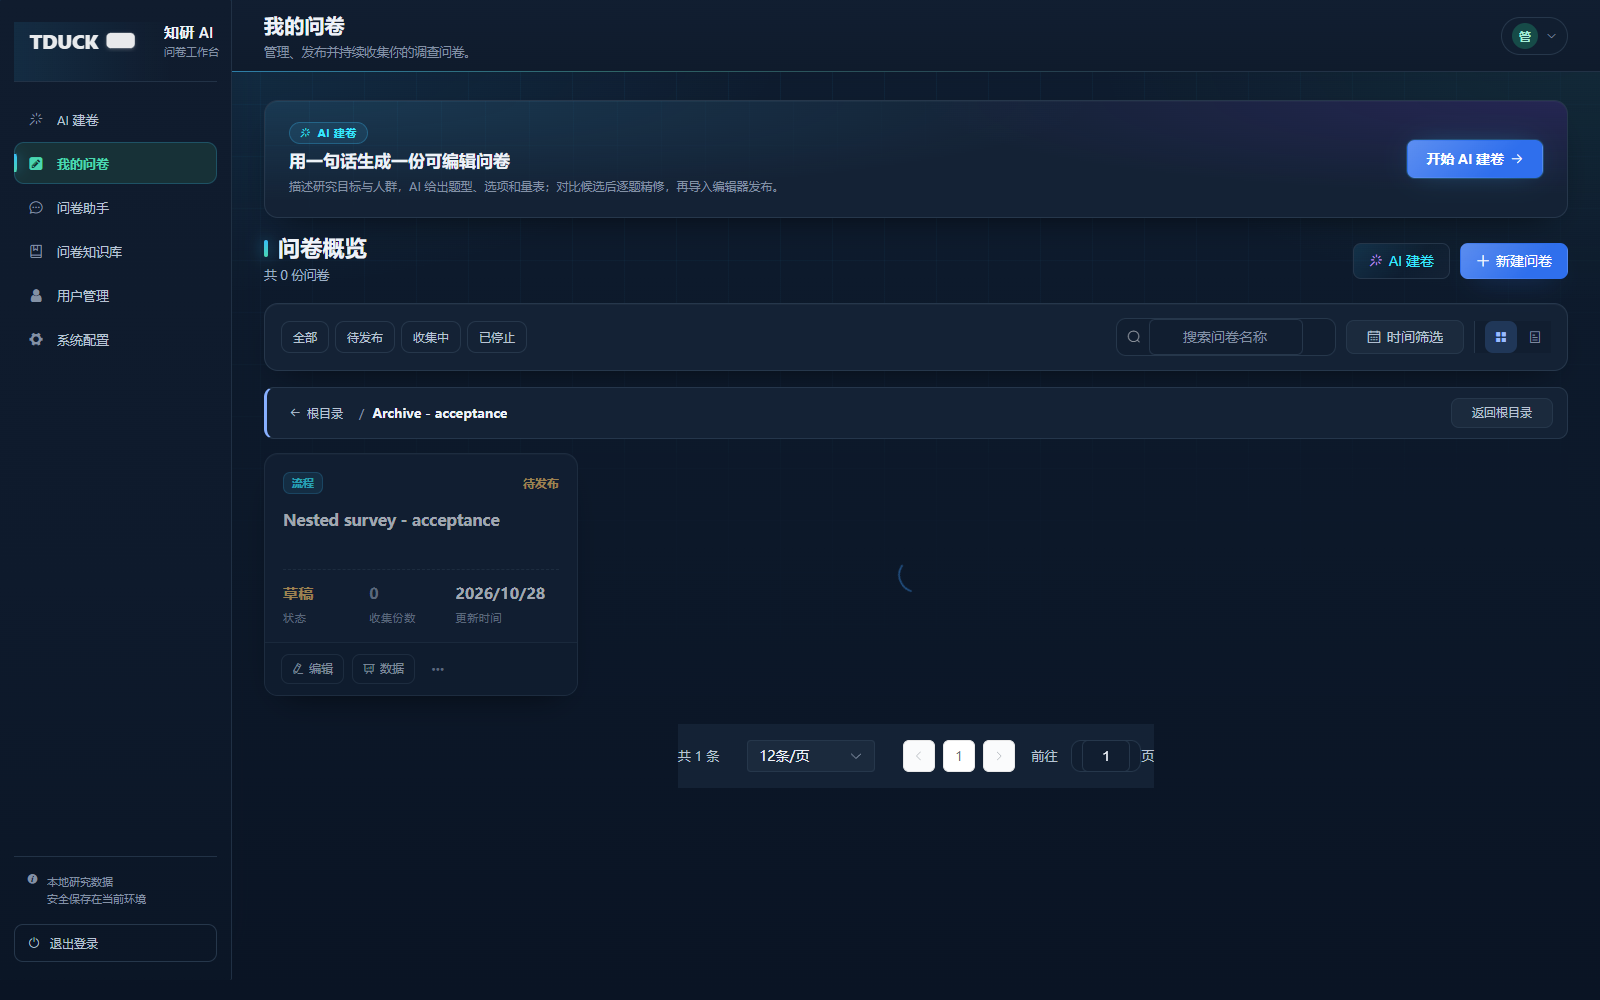 TDUCK
知研 AI
问卷工作台
AI 建卷
我的问卷
问卷助手
问卷知识库
用户管理
系统配置
本地研究数据
安全保存在当前环境
退出登录
我的问卷
管理、发布并持续收集你的调查问卷。
管
AI 建卷
用一句话生成一份可编辑问卷
描述研究目标与人群，AI 给出题型、选项和量表；对比候选后逐题精修，再导入编辑器发布。
开始 AI 建卷 →
问卷概览
共 0 份问卷
AI 建卷
+ 新建问卷
全部
待发布
收集中
已停止
搜索问卷名称
时间筛选
← 根目录 / Archive - acceptance
返回根目录
流程
待发布
Nested survey - acceptance
草稿
0
2026/10/28
状态
收集份数
更新时间
编辑
数据
···
共 1 条
12条/页
1
前往
1
页